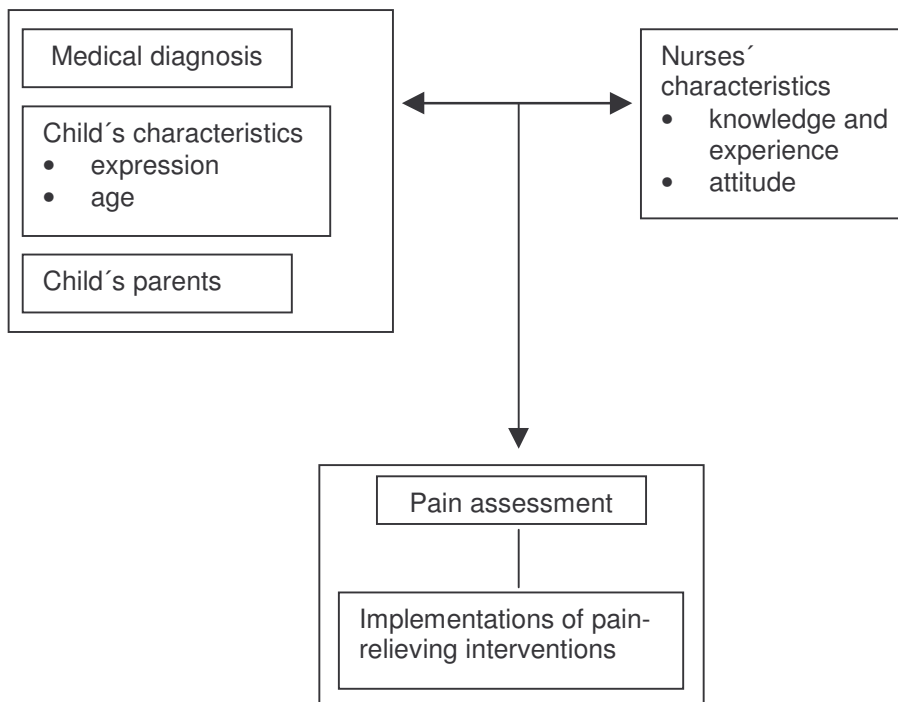 Medical diagnosis
Child´s characteristics
• expression
• age
Child´s parents
Nurses´
characteristics
• knowledge and
experience
• attitude
Pain assessment
Implementations of pain-
relieving interventions